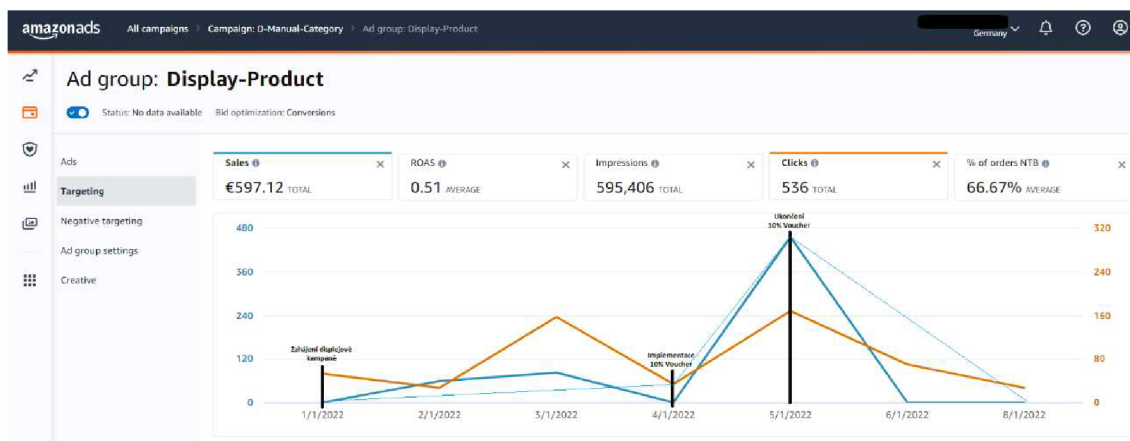 amazonads All campaigns > Campaign: D-Manual-Category > Ad group: Display-Product
Germany
Ad group: Display-Product
Status: No data available Bid optimization: Conversions
Ads
Targeting
Negative targeting
Ad group settings
Creative
Sales
€597.12 TOTAL
ROAS
0.51 AVERAGE
Impressions
595,406 TOTAL
Clicks
536 TOTAL
% of orders NTB
66.67% AVERAGE
Ukončení
10% Voucher
Zahájení displejové
kampaně
Implementace
10% Voucher
480
360
240
120
0
320
240
160
80
0
1/1/2022 2/1/2022 3/1/2022 4/1/2022 5/1/2022 6/1/2022 8/1/2022